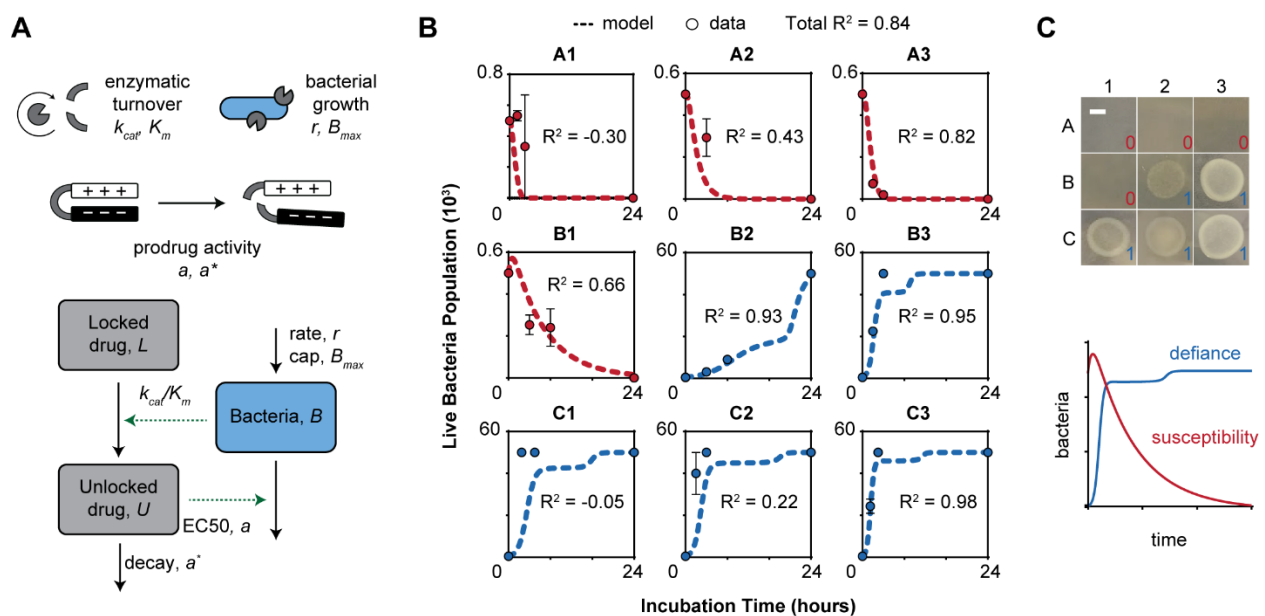 A
enzymatic
turnover
kcat, Km
bacterial
growth
r, Bmax
+ + +
− − −
+ + +
− − −
prodrug activity
a, a*
Locked
drug, L
rate, r
cap, Bmax
kcat/Km
Bacteria, B
Unlocked
drug, U
EC50, a
decay, a*
B
model data Total R² = 0.84
Live Bacteria Population (10³)
A1
0.8
R² = -0.30
0 24
A2
0.6
R² = 0.43
0 24
A3
0.6
R² = 0.82
0 24
B1
0.6
R² = 0.66
0 24
B2
60
R² = 0.93
0 24
B3
60
R² = 0.95
0 24
C1
60
R² = -0.05
0 24
C2
60
R² = 0.22
0 24
C3
60
R² = 0.98
0 24
Incubation Time (hours)
C
1 2 3
A 0 0 0
B 0 1 1
C 1 1 1
defiance
susceptibility
bacteria
time